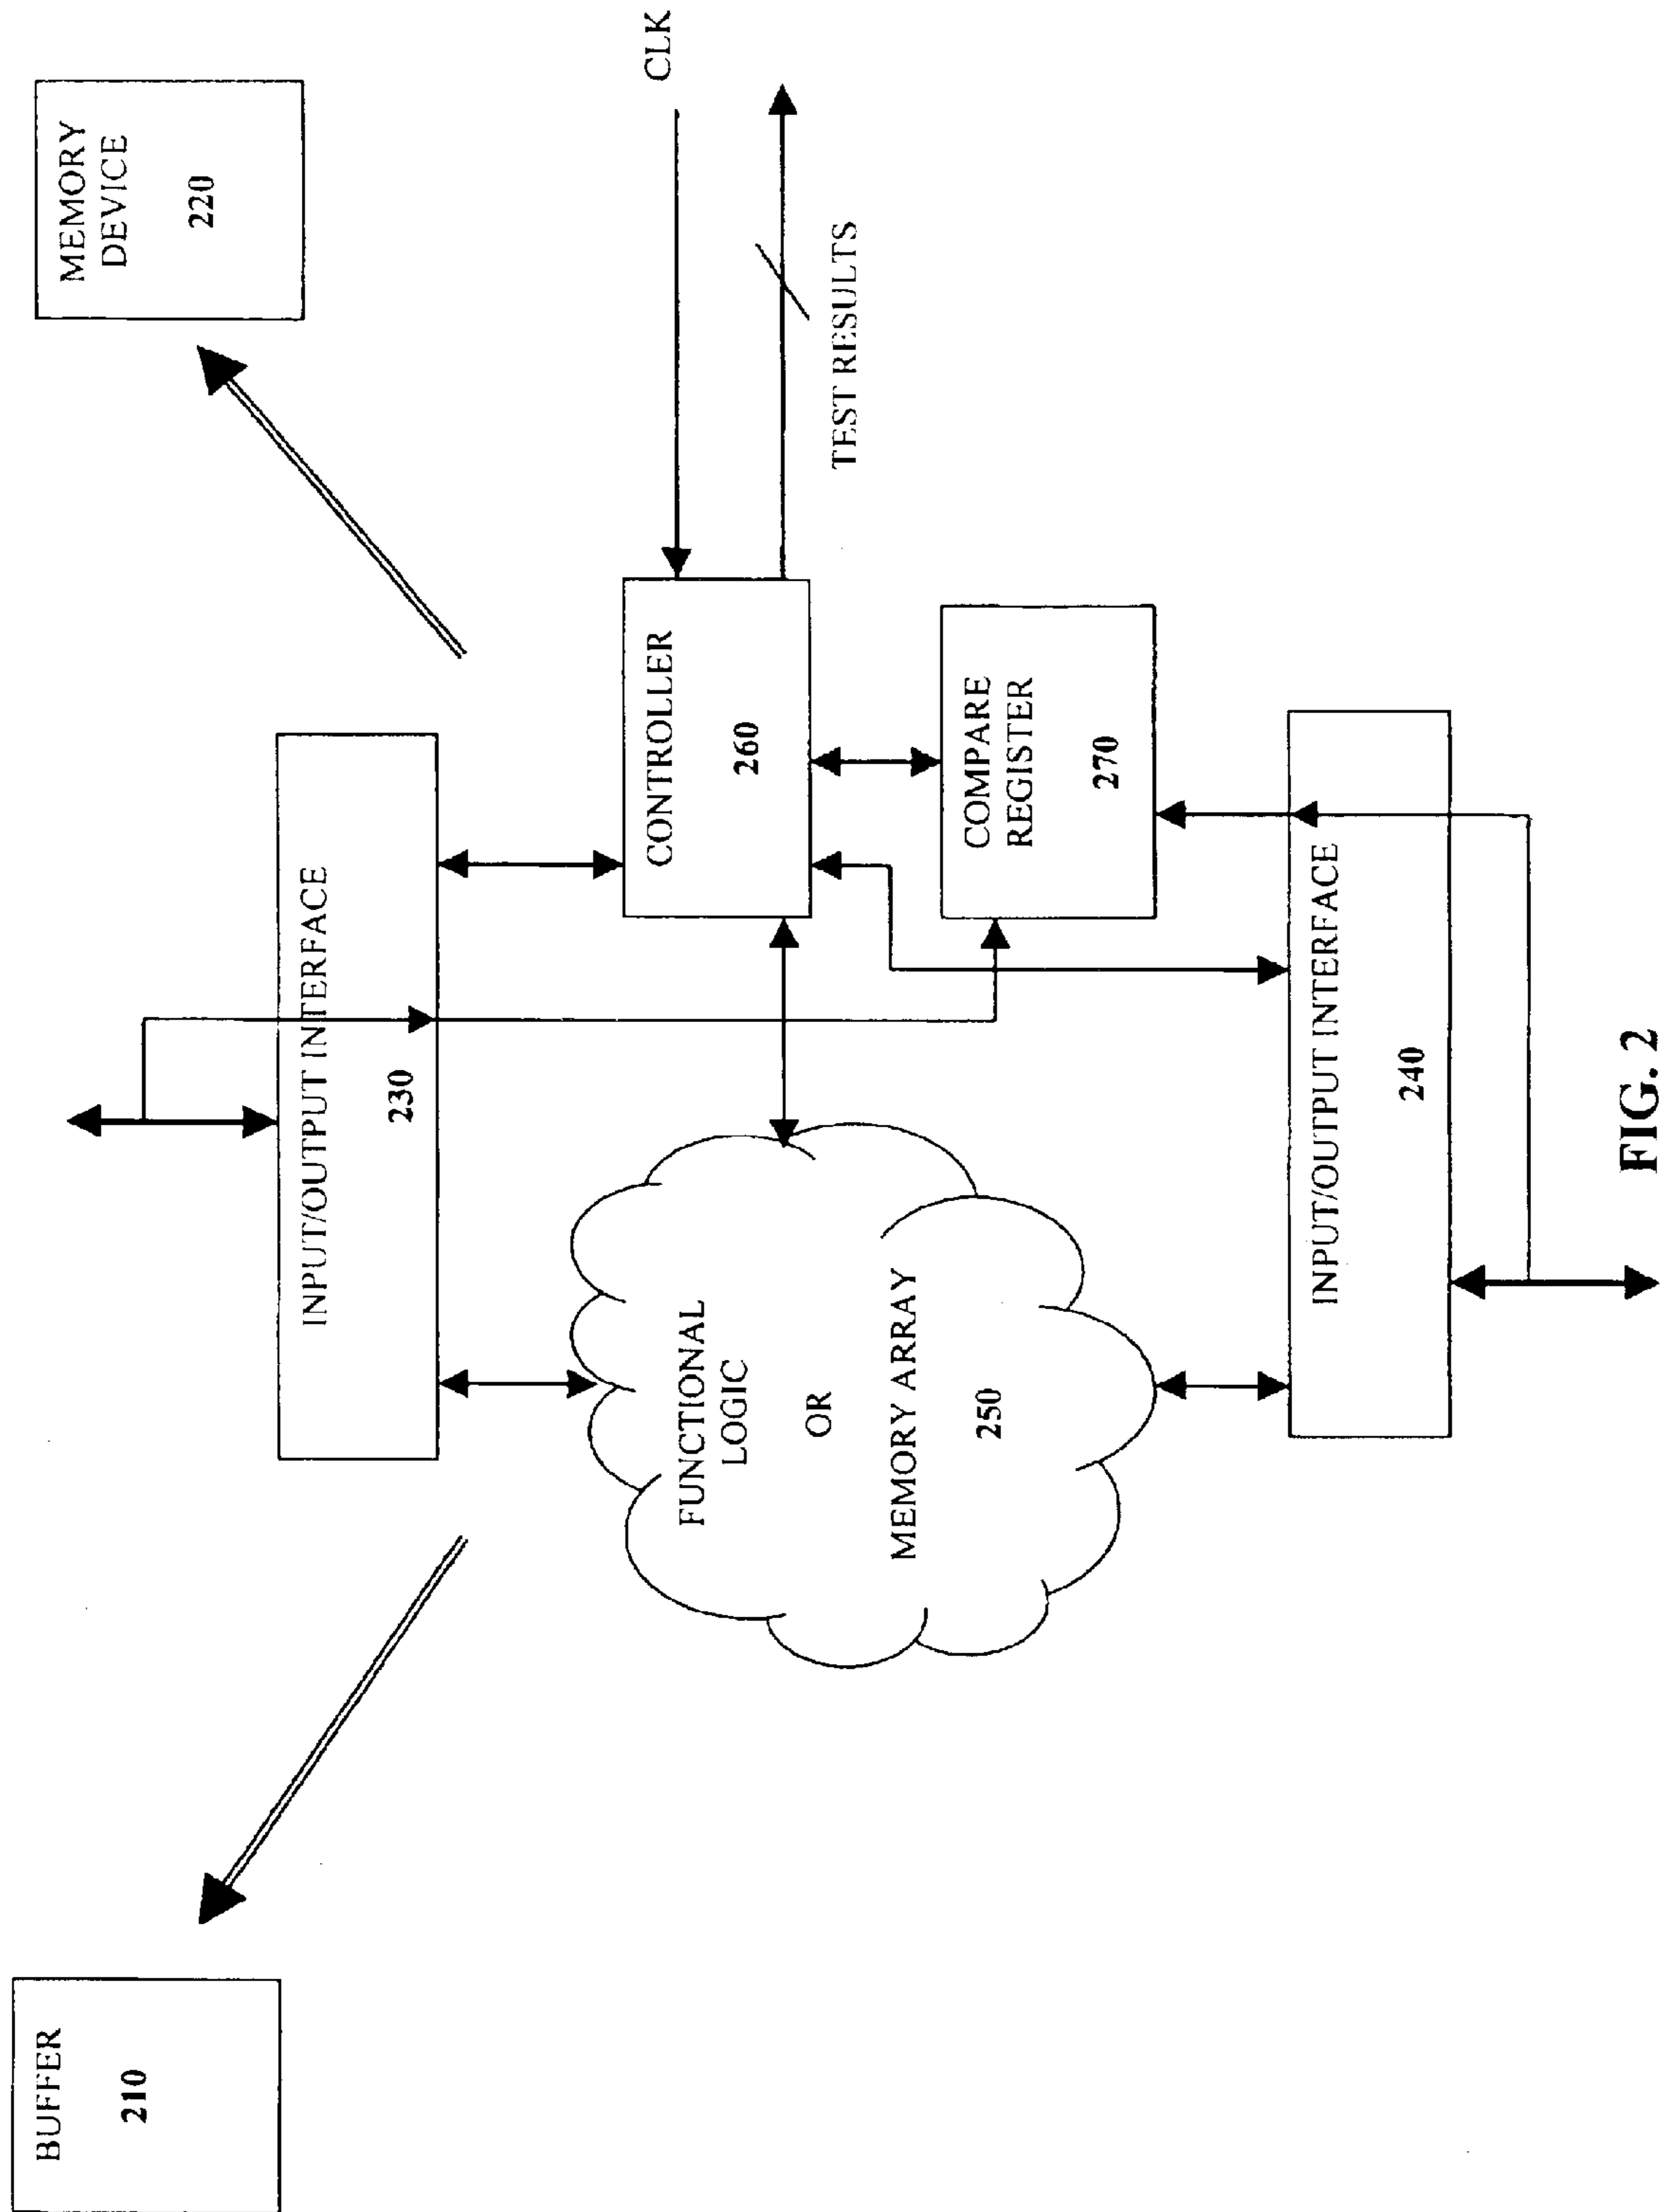 BUFFER
210
MEMORY
DEVICE
220
INPUT/OUTPUT INTERFACE
230
FUNCTIONAL
LOGIC
OR
MEMORY ARRAY
250
CONTROLLER
260
CLK
TEST RESULTS
COMPARE
REGISTER
270
INPUT/OUTPUT INTERFACE
240
FIG. 2